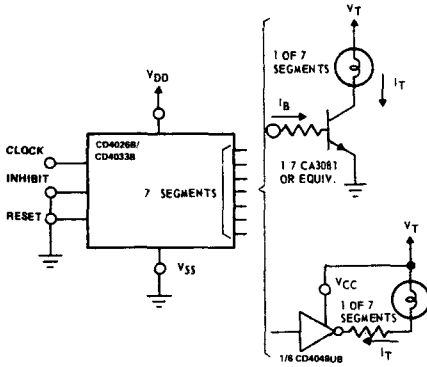 V_T
1 OF 7
SEGMENTS
I_T
V_DD
I_B
CD4026B/
CD4033B
CLOCK
INHIBIT
RESET
7 SEGMENTS
1 7 CA3081
OR EQUIV.
V_SS
V_T
V_CC
1 OF 7
SEGMENTS
I_T
1/6 CD4049UB